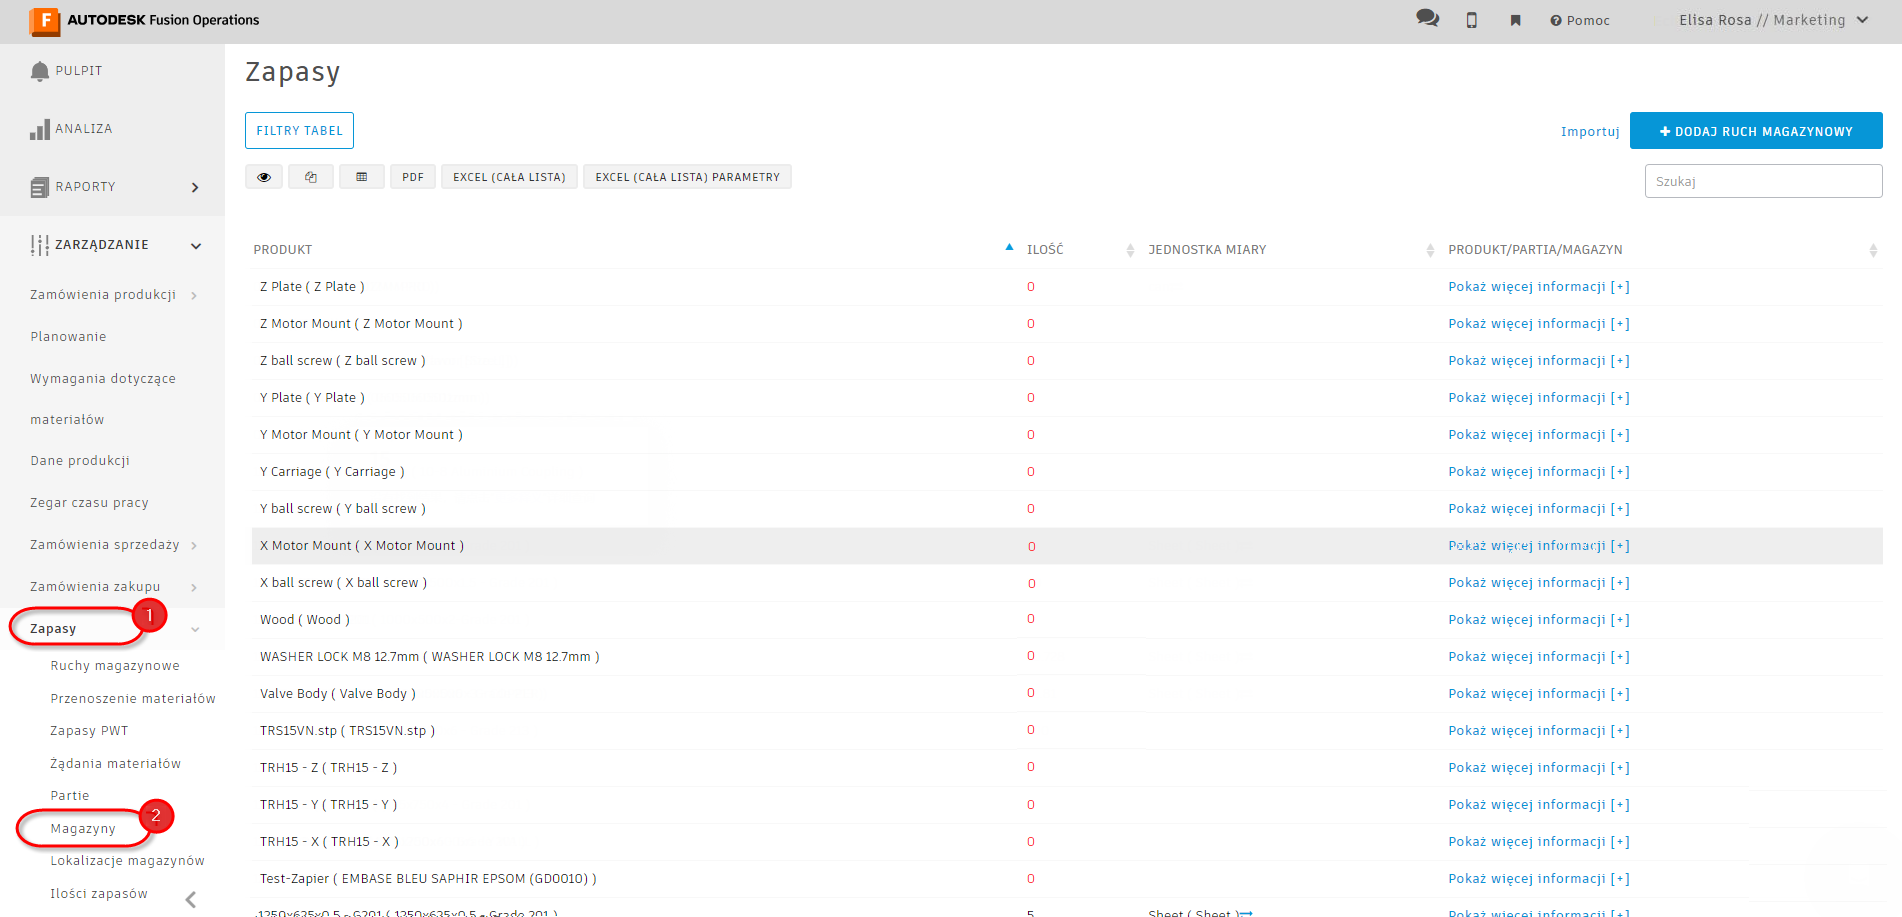 AUTODESK Fusion Operations
Pomoc
Elisa Rosa // Marketing
PULPIT
ANALIZA
RAPORTY
ZARZĄDZANIE
Zamówienia produkcji
Planowanie
Wymagania dotyczące
materiałów
Dane produkcji
Zegar czasu pracy
Zamówienia sprzedaży
Zamówienia zakupu
Zapasy
1
Ruchy magazynowe
Przenoszenie materiałów
Zapasy PWT
Żądania materiałów
Partie
Magazyny
2
Lokalizacje magazynów
Ilości zapasów
Zapasy
FILTRY TABEL
Importuj
+ DODAJ RUCH MAGAZYNOWY
PDF
EXCEL (CAŁA LISTA)
EXCEL (CAŁA LISTA) PARAMETRY
Szukaj
PRODUKT ILOŚĆ JEDNOSTKA MIARY PRODUKT/PARTIA/MAGAZYN
Z Plate ( Z Plate ) 0 Pokaż więcej informacji [+]
Z Motor Mount ( Z Motor Mount ) 0 Pokaż więcej informacji [+]
Z ball screw ( Z ball screw ) 0 Pokaż więcej informacji [+]
Y Plate ( Y Plate ) 0 Pokaż więcej informacji [+]
Y Motor Mount ( Y Motor Mount ) 0 Pokaż więcej informacji [+]
Y Carriage ( Y Carriage ) 0 Pokaż więcej informacji [+]
Y ball screw ( Y ball screw ) 0 Pokaż więcej informacji [+]
X Motor Mount ( X Motor Mount ) 0 Pokaż więcej informacji [+]
X ball screw ( X ball screw ) 0 Pokaż więcej informacji [+]
Wood ( Wood ) 0 Pokaż więcej informacji [+]
WASHER LOCK M8 12.7mm ( WASHER LOCK M8 12.7mm ) 0 Pokaż więcej informacji [+]
Valve Body ( Valve Body ) 0 Pokaż więcej informacji [+]
TRS15VN.stp ( TRS15VN.stp ) 0 Pokaż więcej informacji [+]
TRH15 - Z ( TRH15 - Z ) 0 Pokaż więcej informacji [+]
TRH15 - Y ( TRH15 - Y ) 0 Pokaż więcej informacji [+]
TRH15 - X ( TRH15 - X ) 0 Pokaż więcej informacji [+]
Test-Zapier ( EMBASE BLEU SAPHIR EPSOM (GD0010) ) 0 Pokaż więcej informacji [+]
5 Sheet ( Sheet ) Pokaż więcej informacji [+]